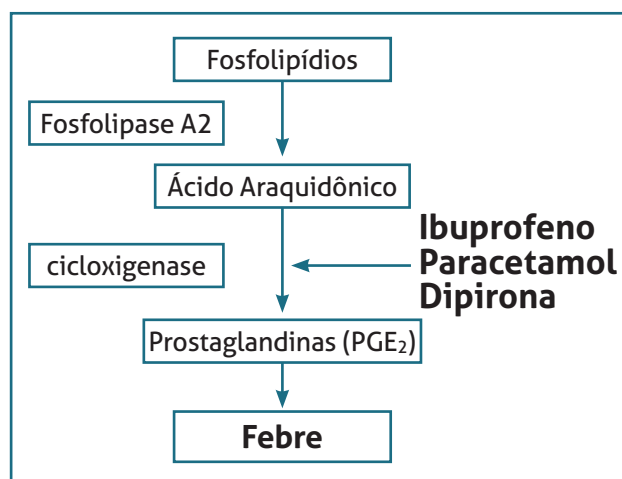 Fosfolipídios
Fosfolipase A2
Ácido Araquidônico
Ibuprofeno
Paracetamol
Dipirona
cicloxigenase
Prostaglandinas (PGE₂)
Febre